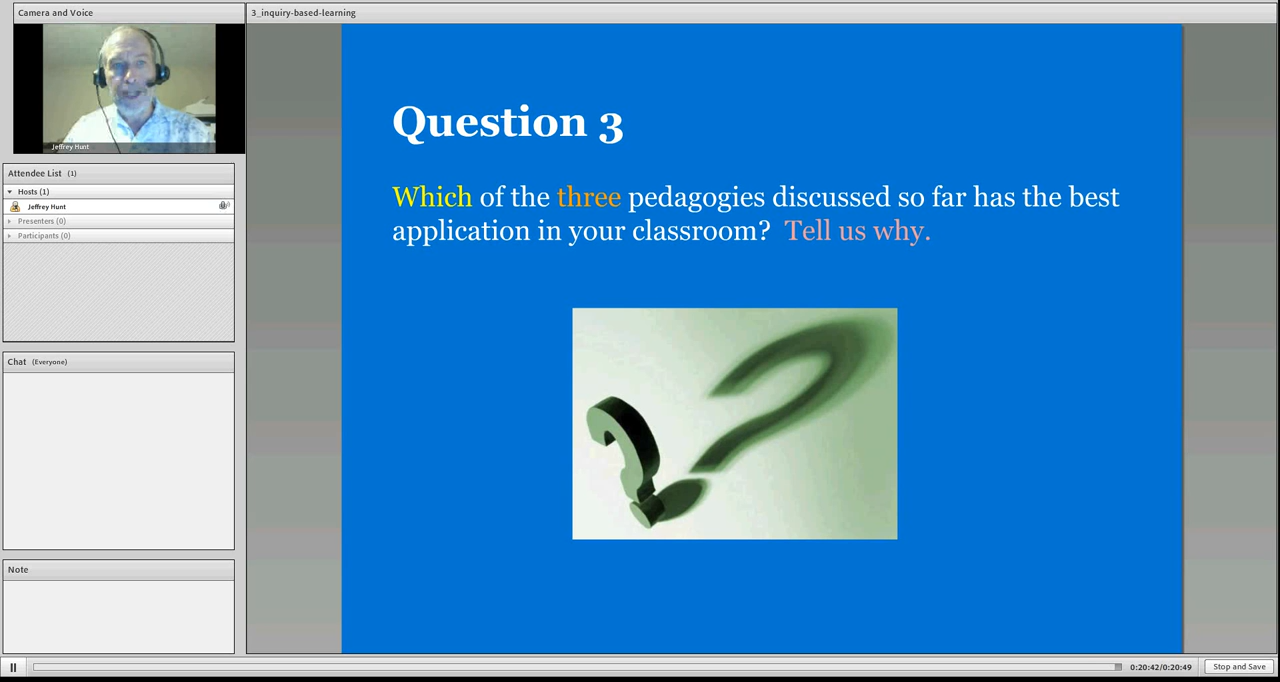 Camera and Voice
Jeffrey Hunt
Attendee List (1)
Hosts (1)
Jeffrey Hunt
Presenters (0)
Participants (0)
Chat (Everyone)
Note
3_inquiry-based-learning
Question 3
Which of the three pedagogies discussed so far has the best
application in your classroom? Tell us why.
0:20:42/0:20:49
Stop and Save